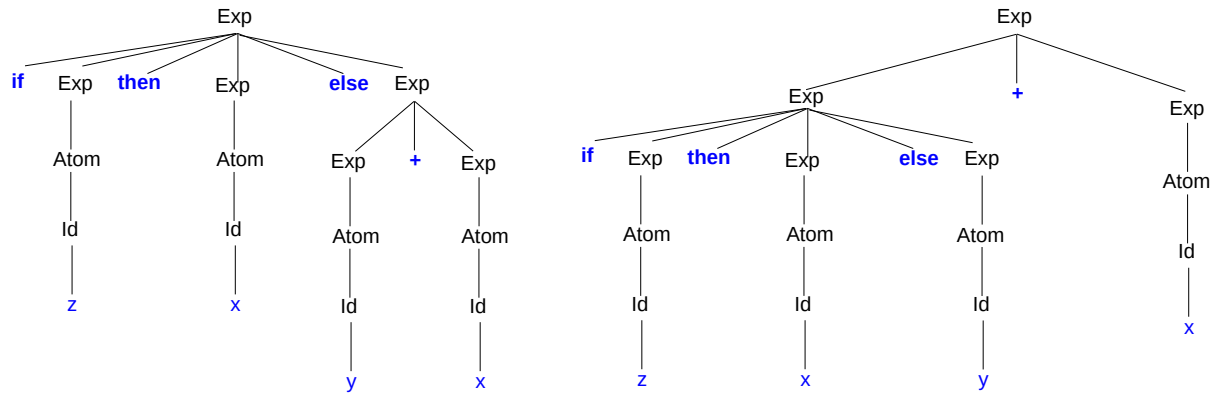 Exp Exp
if Exp then Exp else Exp Exp + Exp
Atom Atom Exp + Exp if Exp then Exp else Exp Atom
Id Id Atom Atom Atom Atom Atom Id
z x Id Id Id Id Id x
y x z x y